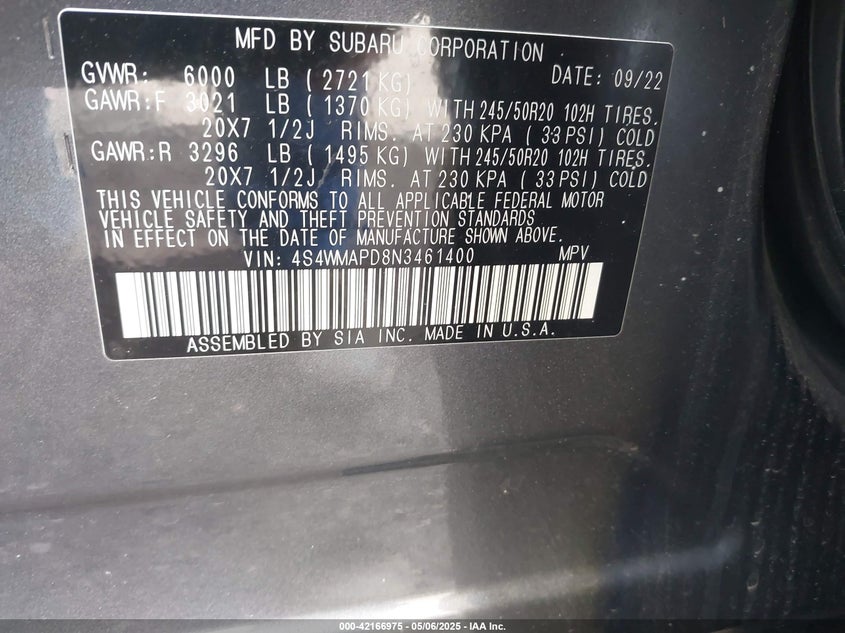 MFD BY SUBARU CORPORATION
GVWR: 6000 LB ( 2721 KG) DATE: 09/22
GAWR:F 3021 LB ( 1370 KG) WITH 245/50R20 102H TIRES.
20X7 1/2J RIMS. AT 230 KPA ( 33 PSI) COLD
GAWR:R 3296 LB ( 1495 KG) WITH 245/50R20 102H TIRES.
20X7 1/2J RIMS. AT 230 KPA ( 33 PSI) COLD
THIS VEHICLE CONFORMS TO ALL APPLICABLE FEDERAL MOTOR
VEHICLE SAFETY AND THEFT PREVENTION STANDARDS
IN EFFECT ON THE DATE OF MANUFACTURE SHOWN ABOVE.
VIN: 4S4WMAPD8N3461400 MPV
ASSEMBLED BY SIA INC. MADE IN U.S.A.
000-42166975 - 05/06/2025 - IAA Inc.